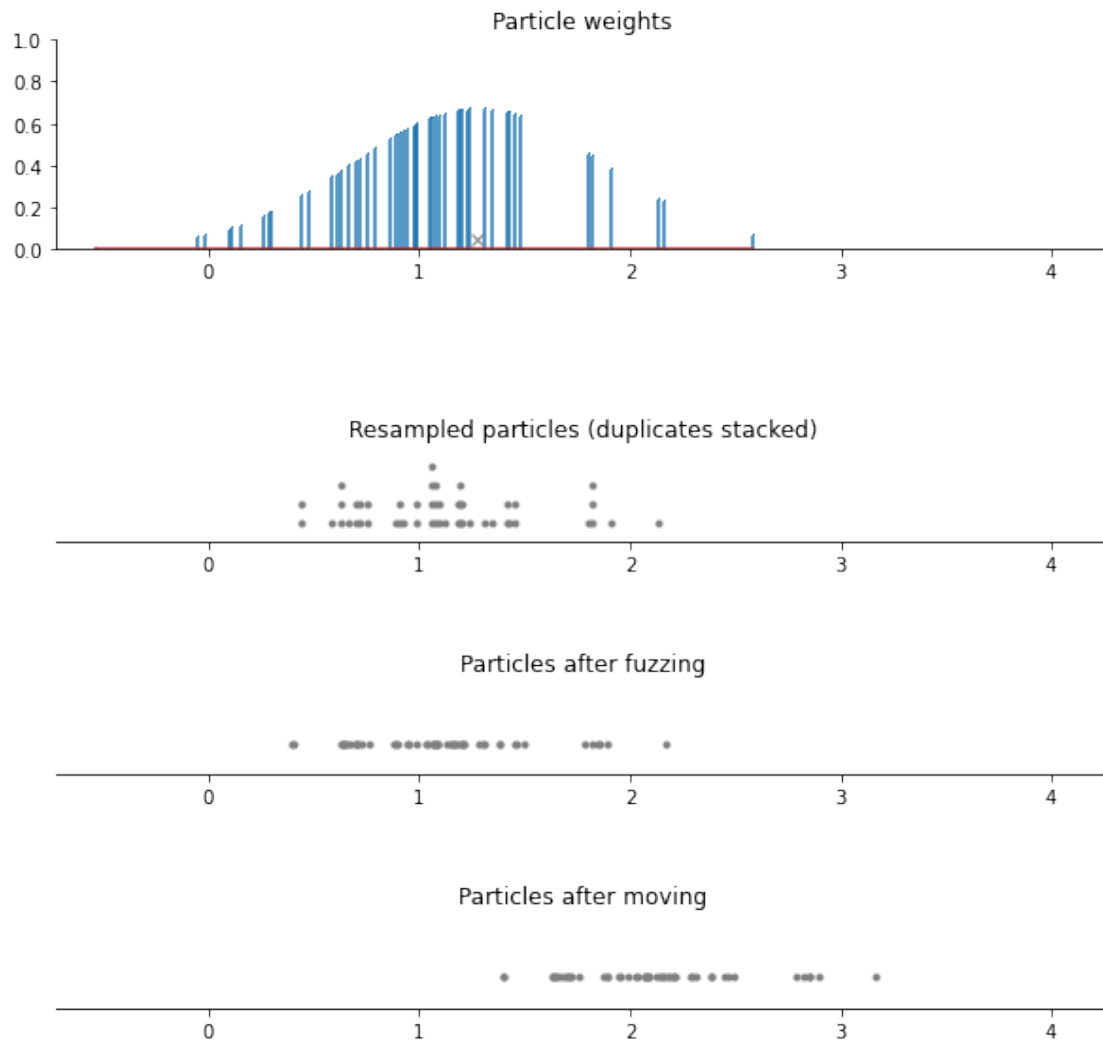 Particle weights
1.0
0.8
0.6
0.4
0.2
0.0
0 1 2 3 4
Resampled particles (duplicates stacked)
0 1 2 3 4
Particles after fuzzing
0 1 2 3 4
Particles after moving
0 1 2 3 4